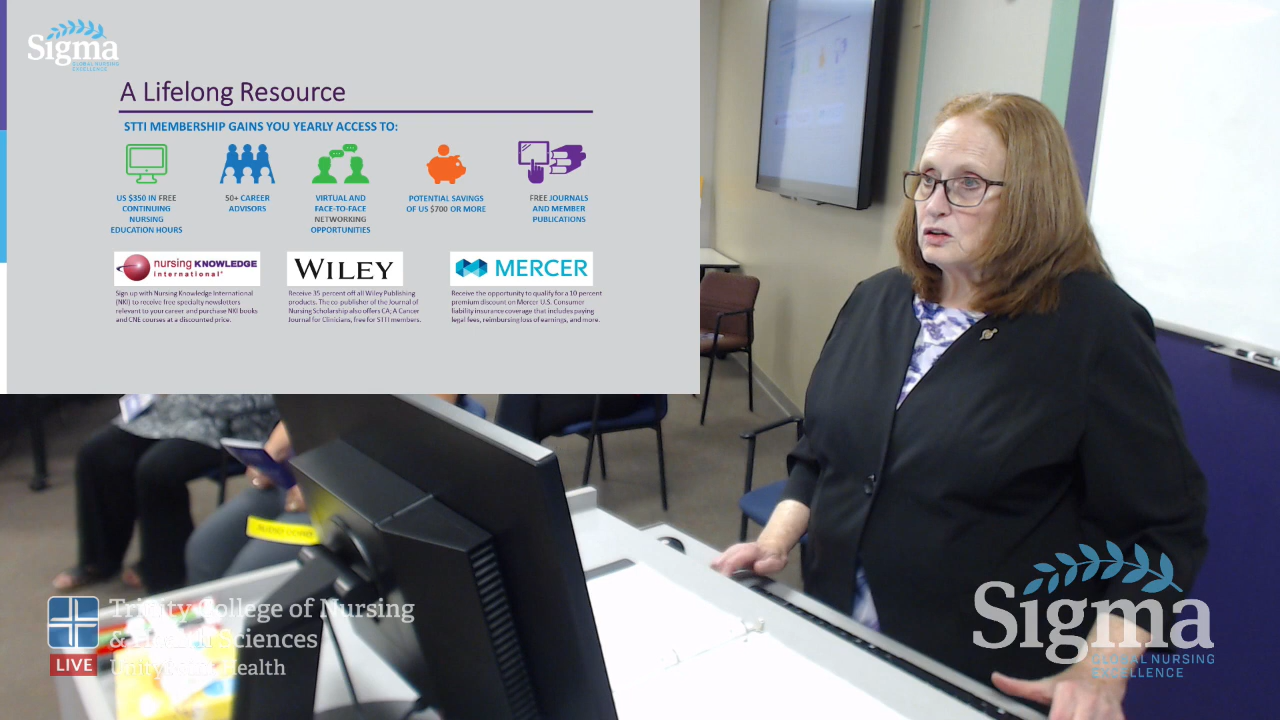 Sigma
GLOBAL NURSING
EXCELLENCE
A Lifelong Resource
STTI MEMBERSHIP GAINS YOU YEARLY ACCESS TO:
US $350 IN FREE
CONTINUING
NURSING
EDUCATION HOURS
50+ CAREER
ADVISORS
VIRTUAL AND
FACE-TO-FACE
NETWORKING
OPPORTUNITIES
POTENTIAL SAVINGS
OF US $700 OR MORE
FREE JOURNALS
AND MEMBER
PUBLICATIONS
nursing KNOWLEDGE
international
Sign up with Nursing Knowledge International
(NKI) to receive free specialty newsletters
relevant to your career and purchase NKI books
and CNE courses at a discounted price.
WILEY
Receive 35 percent off all Wiley Publishing
products. The co-publisher of the Journal of
Nursing Scholarship also offers CA; A Cancer
Journal for Clinicians, free for STTI members.
MERCER
Receive the opportunity to qualify for a 10 percent
premium discount on Mercer U.S. Consumer
liability insurance coverage that includes paying
legal fees, reimbursing loss of earnings, and more.
Trinity College of Nursing
& Health Sciences
UnityPoint Health
LIVE
Sigma
GLOBAL NURSING
EXCELLENCE